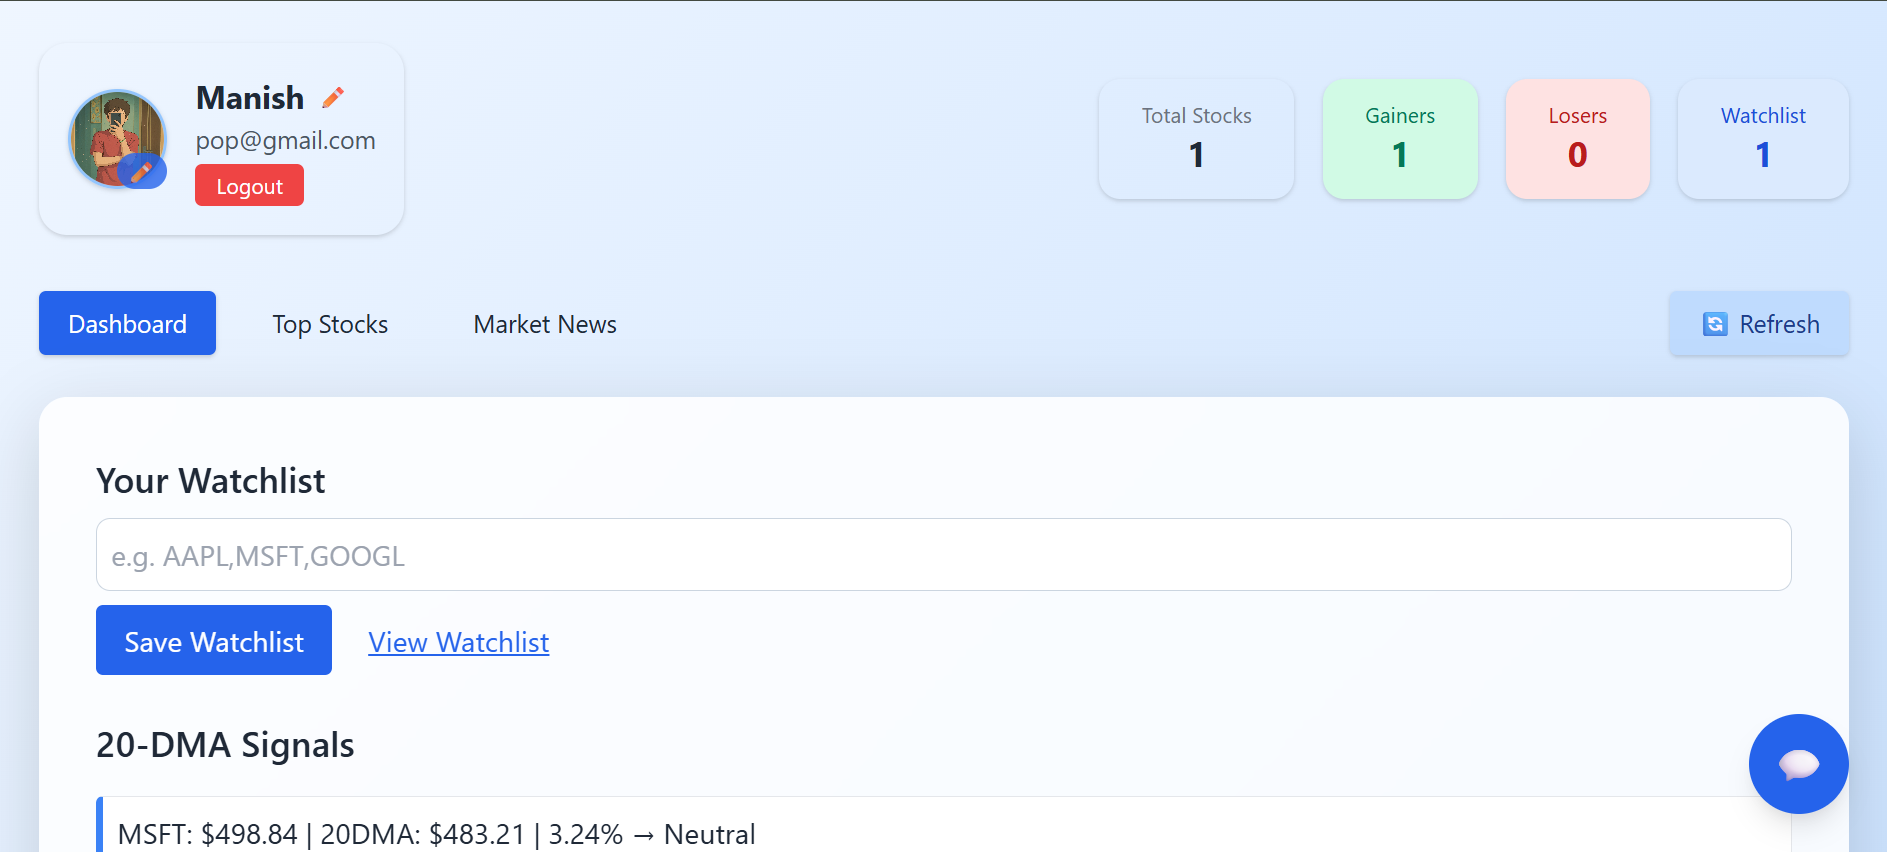 Manish
pop@gmail.com
Logout
Total Stocks
1
Gainers
1
Losers
0
Watchlist
1
Dashboard
Top Stocks
Market News
Refresh
Your Watchlist
e.g. AAPL,MSFT,GOOGL
Save Watchlist
View Watchlist
20-DMA Signals
MSFT: $498.84 | 20DMA: $483.21 | 3.24% → Neutral